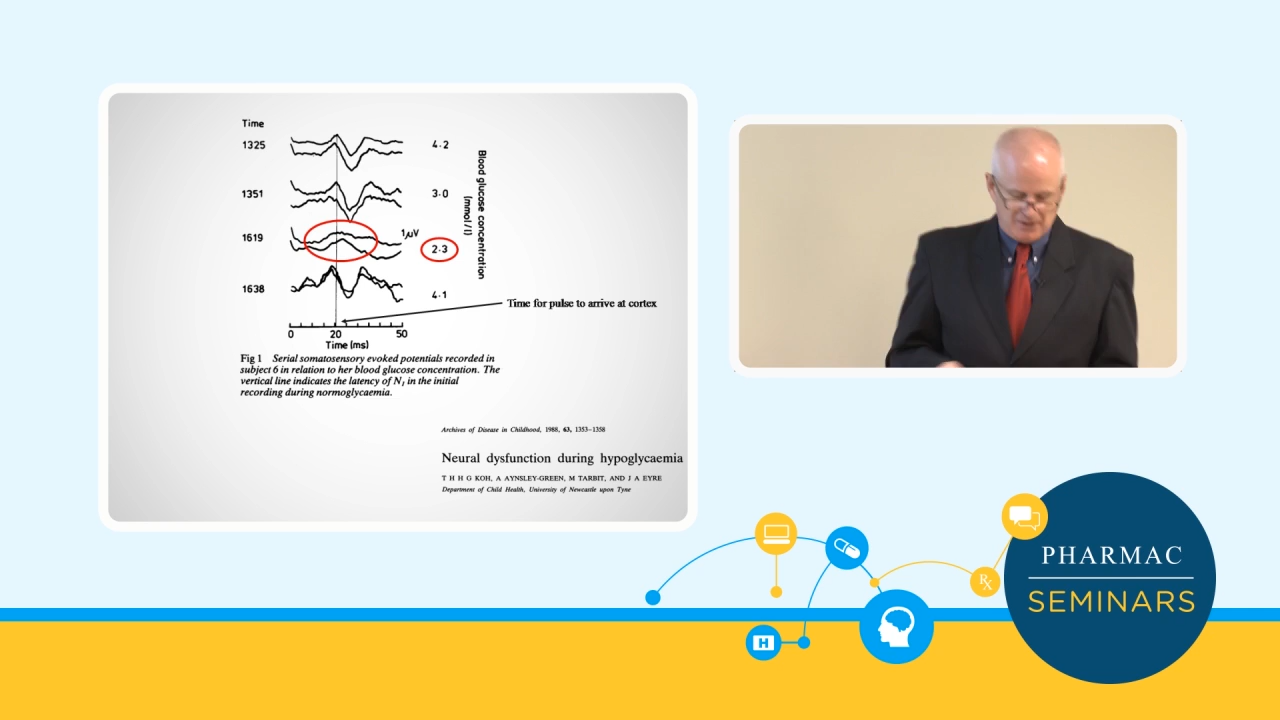 Time
1325
4·2
1351
3·0
1619
1μV
2·3
1638
4·1
Blood glucose concentration
(mmol/l)
Time for pulse to arrive at cortex
0 20 50
Time (ms)
Fig 1 Serial somatosensory evoked potentials recorded in
subject 6 in relation to her blood glucose concentration. The
vertical line indicates the latency of N₁ in the initial
recording during normoglycaemia.
Archives of Disease in Childhood, 1988, 63, 1353–1358
Neural dysfunction during hypoglycaemia
T H H G KOH, A AYNSLEY-GREEN, M TARBIT, AND J A EYRE
Department of Child Health, University of Newcastle upon Tyne
H
Rx
PHARMAC
SEMINARS